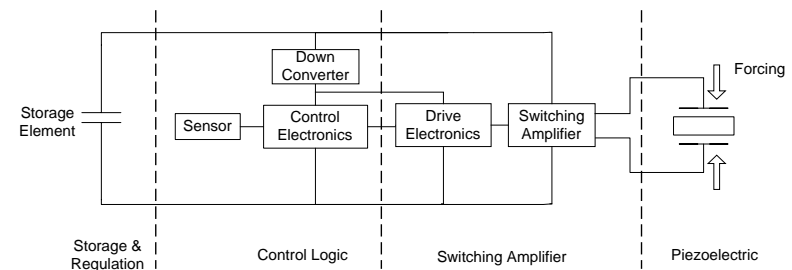 Down
Converter
Forcing
Storage
Element
Sensor
Control
Electronics
Drive
Electronics
Switching
Amplifier
Storage &
Regulation
Control Logic
Switching Amplifier
Piezoelectric